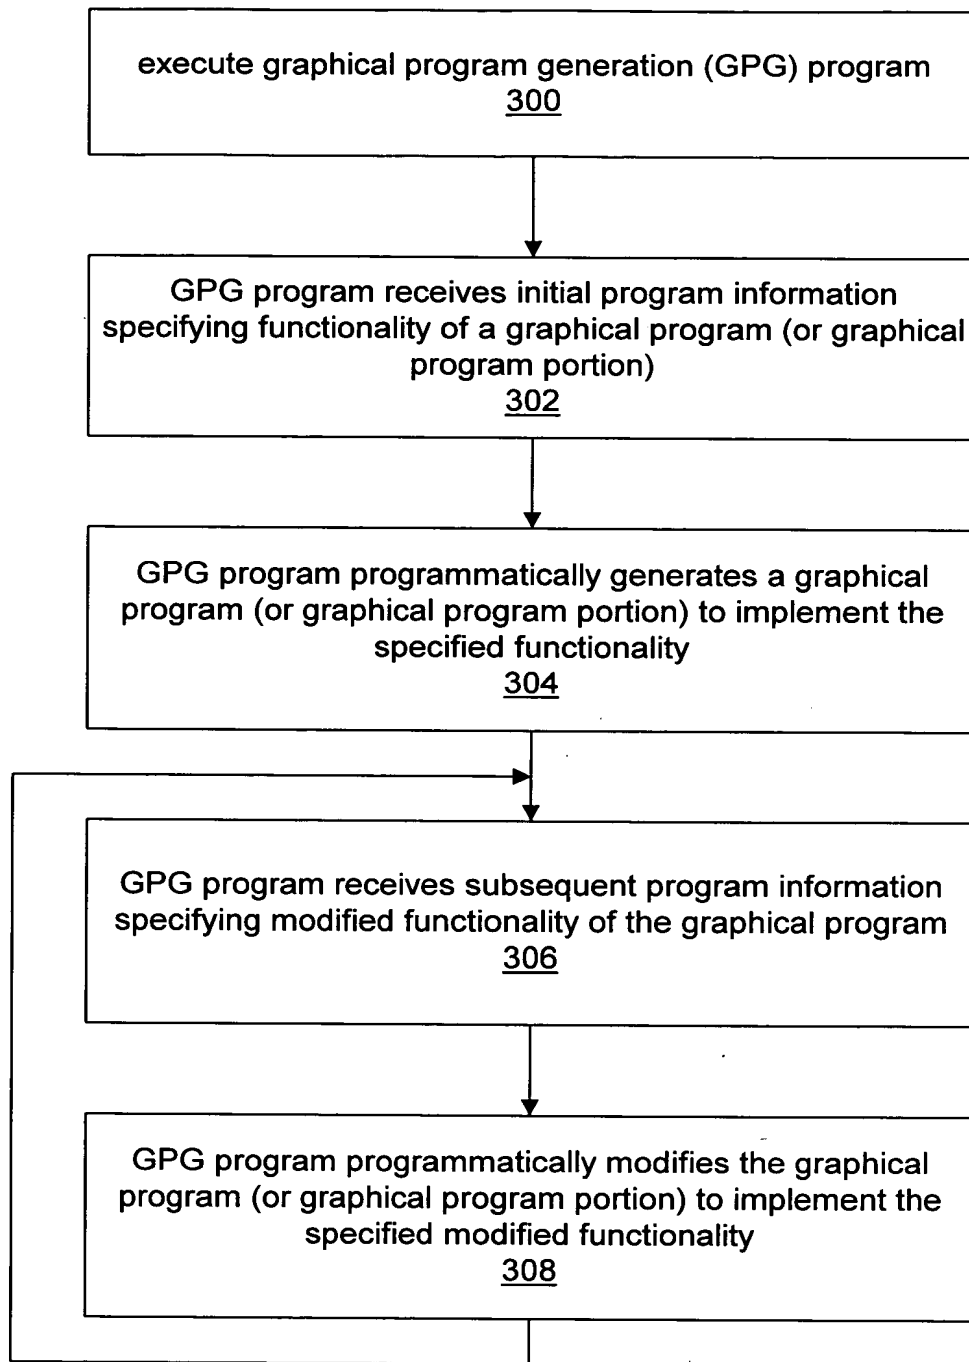 execute graphical program generation (GPG) program
300
GPG program receives initial program information
specifying functionality of a graphical program (or graphical
program portion)
302
GPG program programmatically generates a graphical
program (or graphical program portion) to implement the
specified functionality
304
GPG program receives subsequent program information
specifying modified functionality of the graphical program
306
GPG program programmatically modifies the graphical
program (or graphical program portion) to implement the
specified modified functionality
308